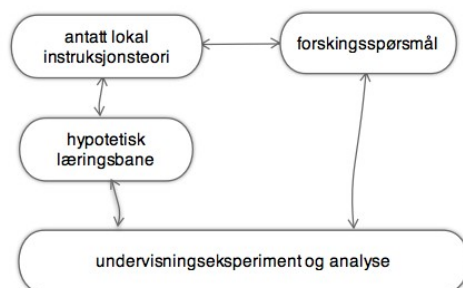 antatt lokal
instruksjonsteori
forskingsspørsmål
hypotetisk
læringsbane
undervisningseksperiment og analyse